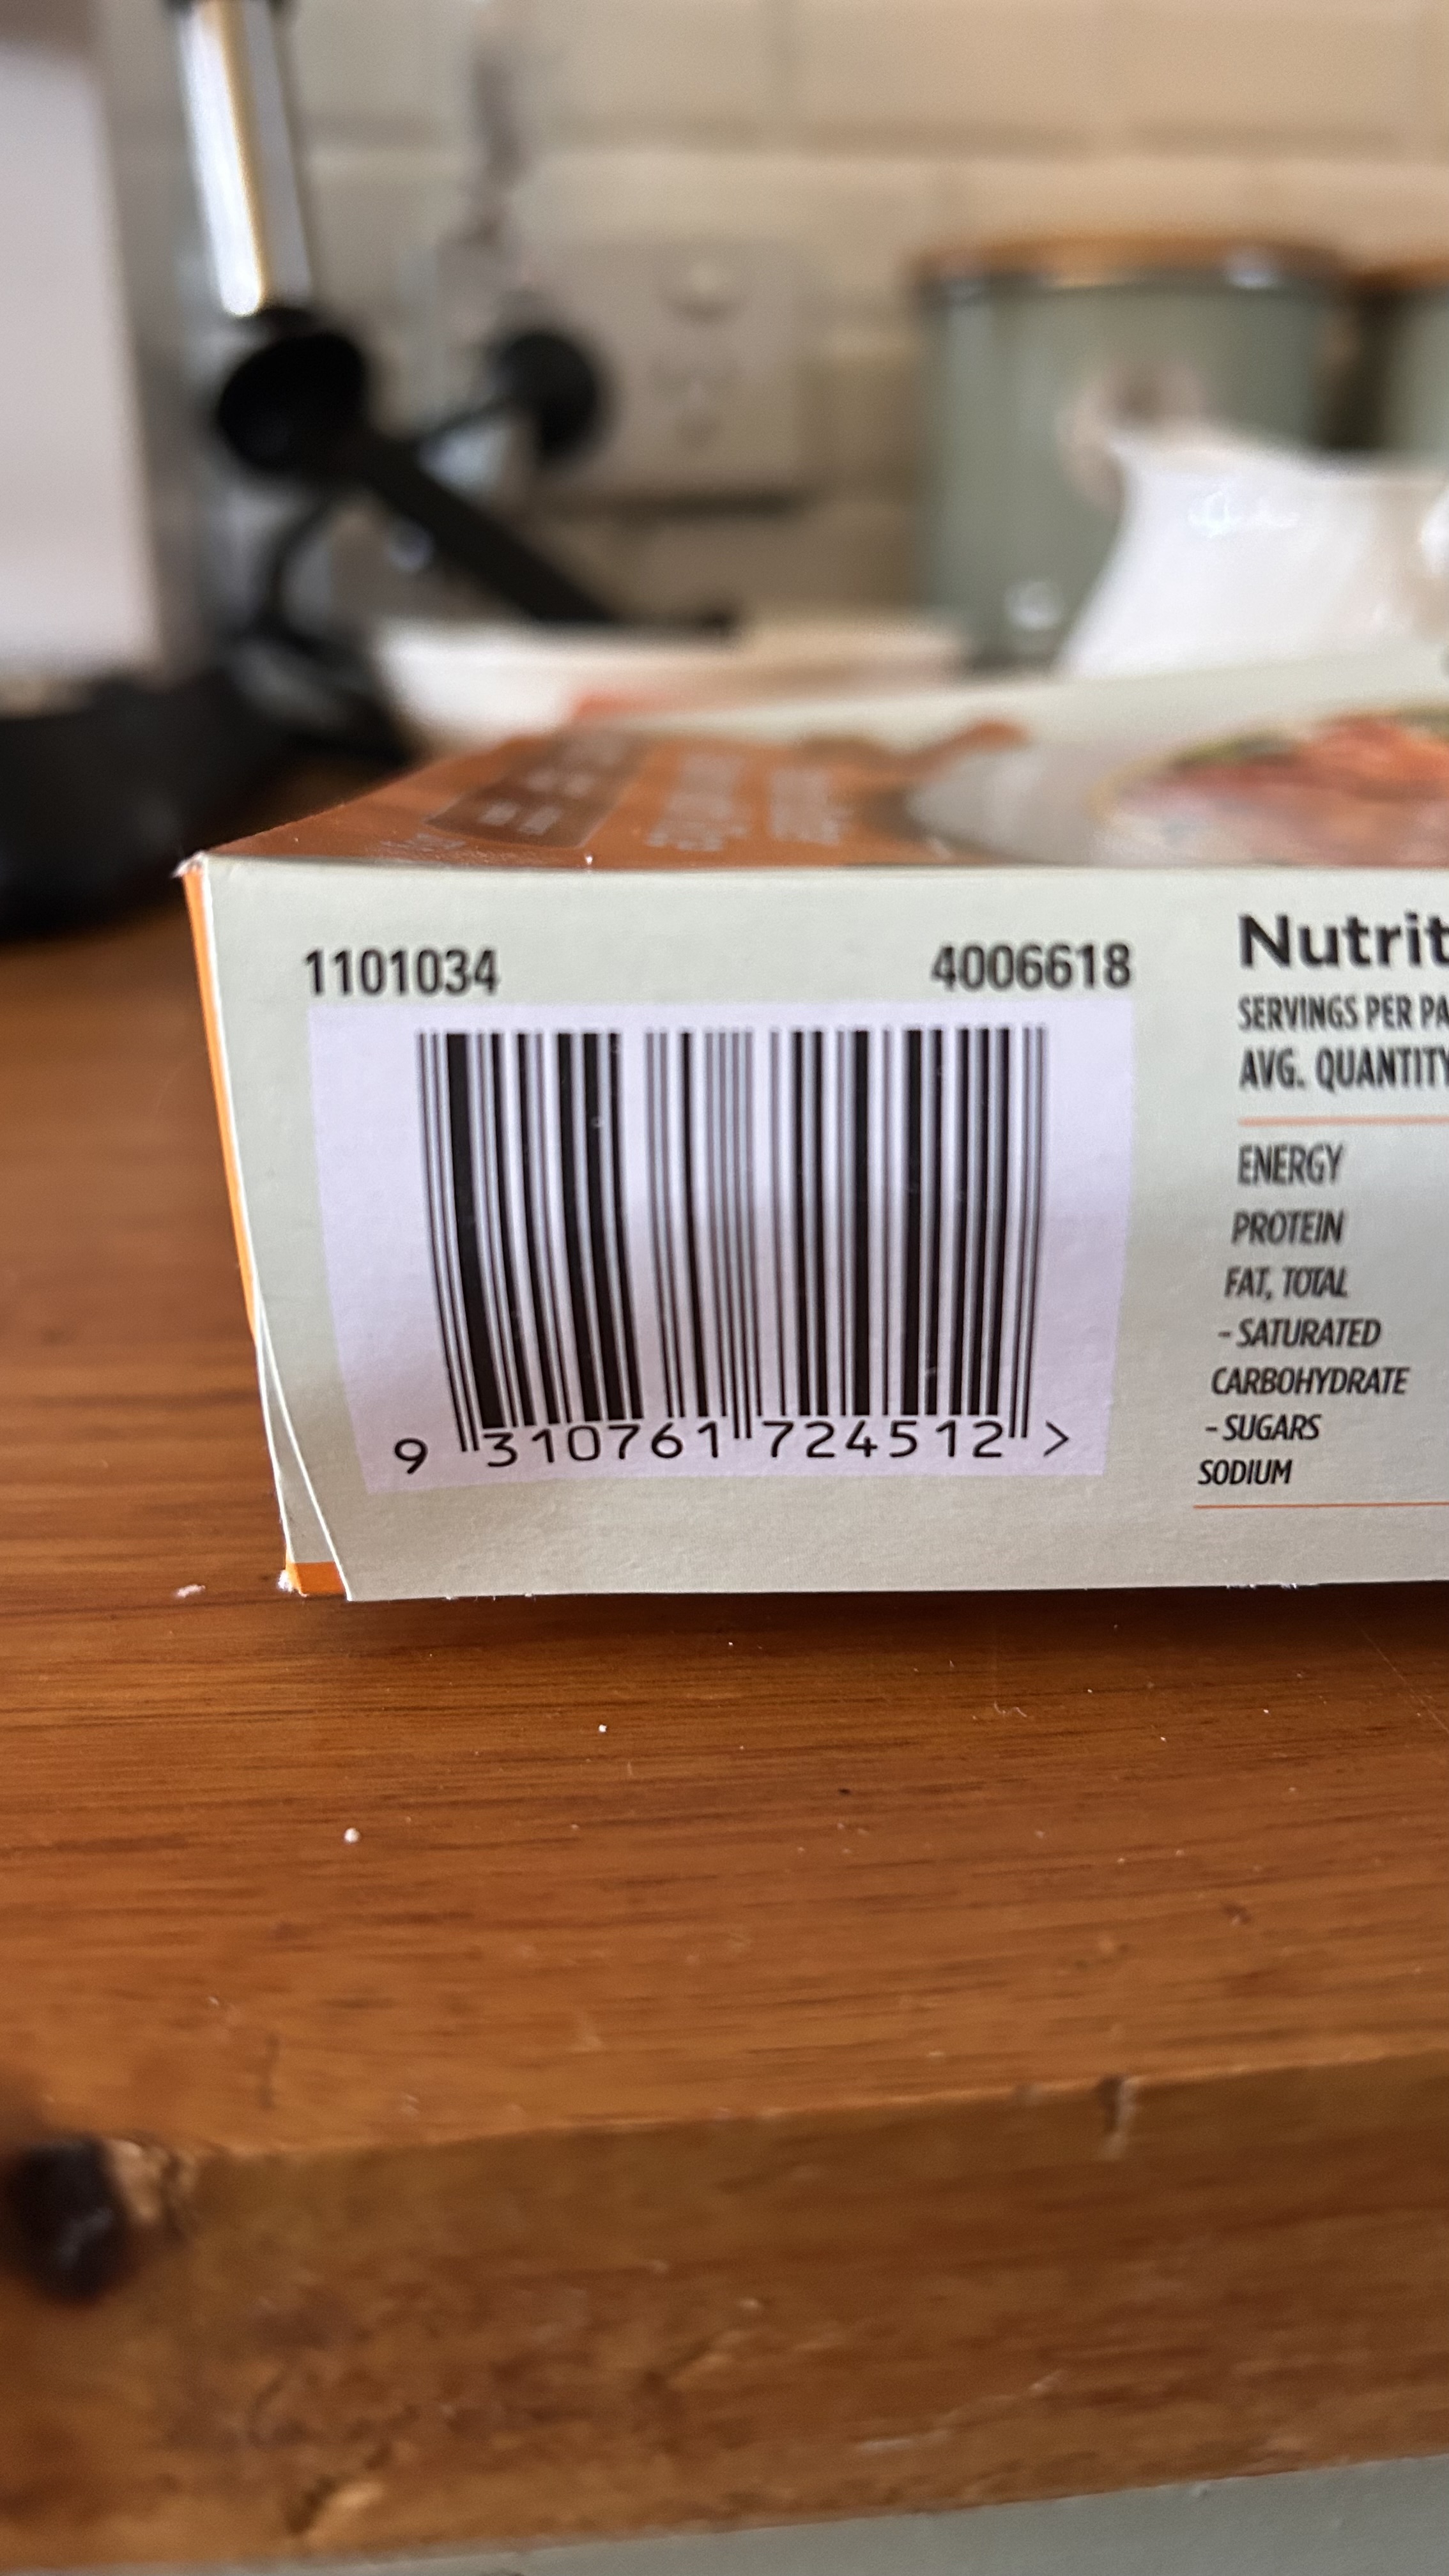 1101034 4006618
9 310761 724512 >
Nutrit
SERVINGS PER PA
AVG. QUANTITY
ENERGY
PROTEIN
FAT, TOTAL
- SATURATED
CARBOHYDRATE
- SUGARS
SODIUM